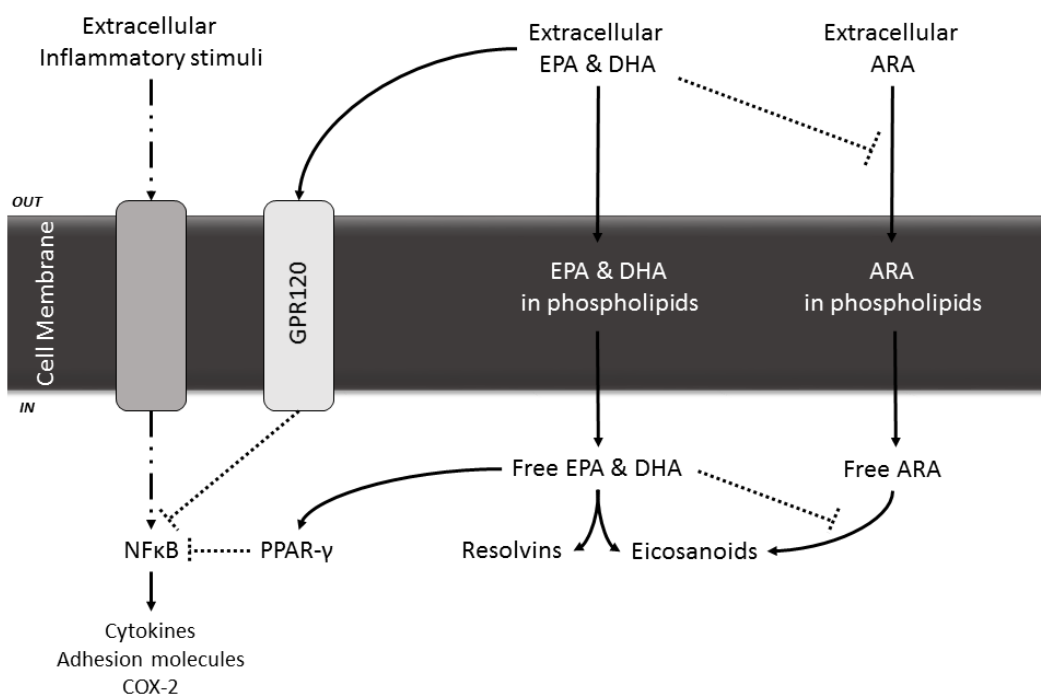 Extracellular
Inflammatory stimuli
Extracellular
EPA & DHA
Extracellular
ARA
OUT
Cell Membrane
GPR120
EPA & DHA
in phospholipids
ARA
in phospholipids
IN
Free EPA & DHA
Free ARA
NFκB
PPAR-γ
Resolvins
Eicosanoids
Cytokines
Adhesion molecules
COX-2